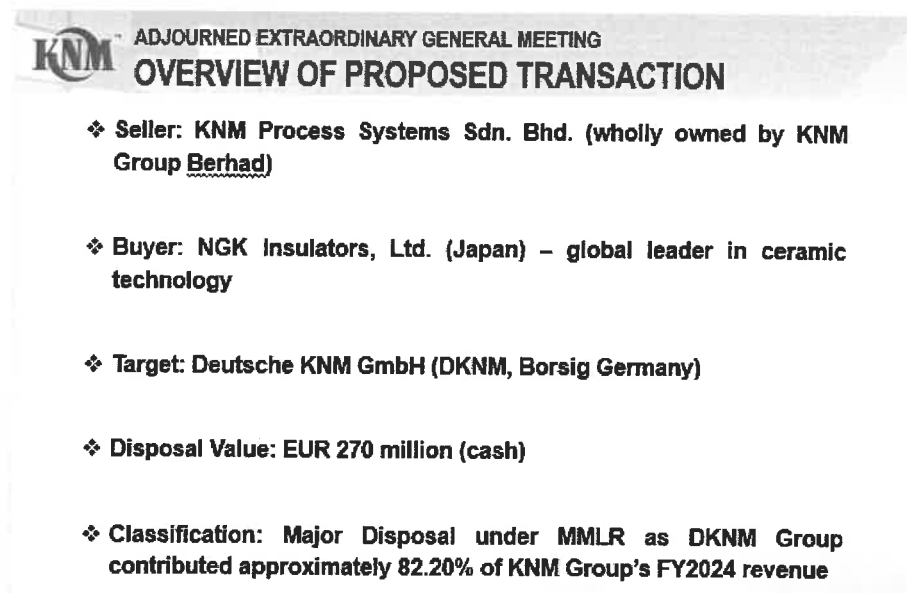 KNM
ADJOURNED EXTRAORDINARY GENERAL MEETING
OVERVIEW OF PROPOSED TRANSACTION
❖ Seller: KNM Process Systems Sdn. Bhd. (wholly owned by KNM
Group Berhad)
❖ Buyer: NGK Insulators, Ltd. (Japan) – global leader in ceramic
technology
❖ Target: Deutsche KNM GmbH (DKNM, Borsig Germany)
❖ Disposal Value: EUR 270 million (cash)
❖ Classification: Major Disposal under MMLR as DKNM Group
contributed approximately 82.20% of KNM Group's FY2024 revenue